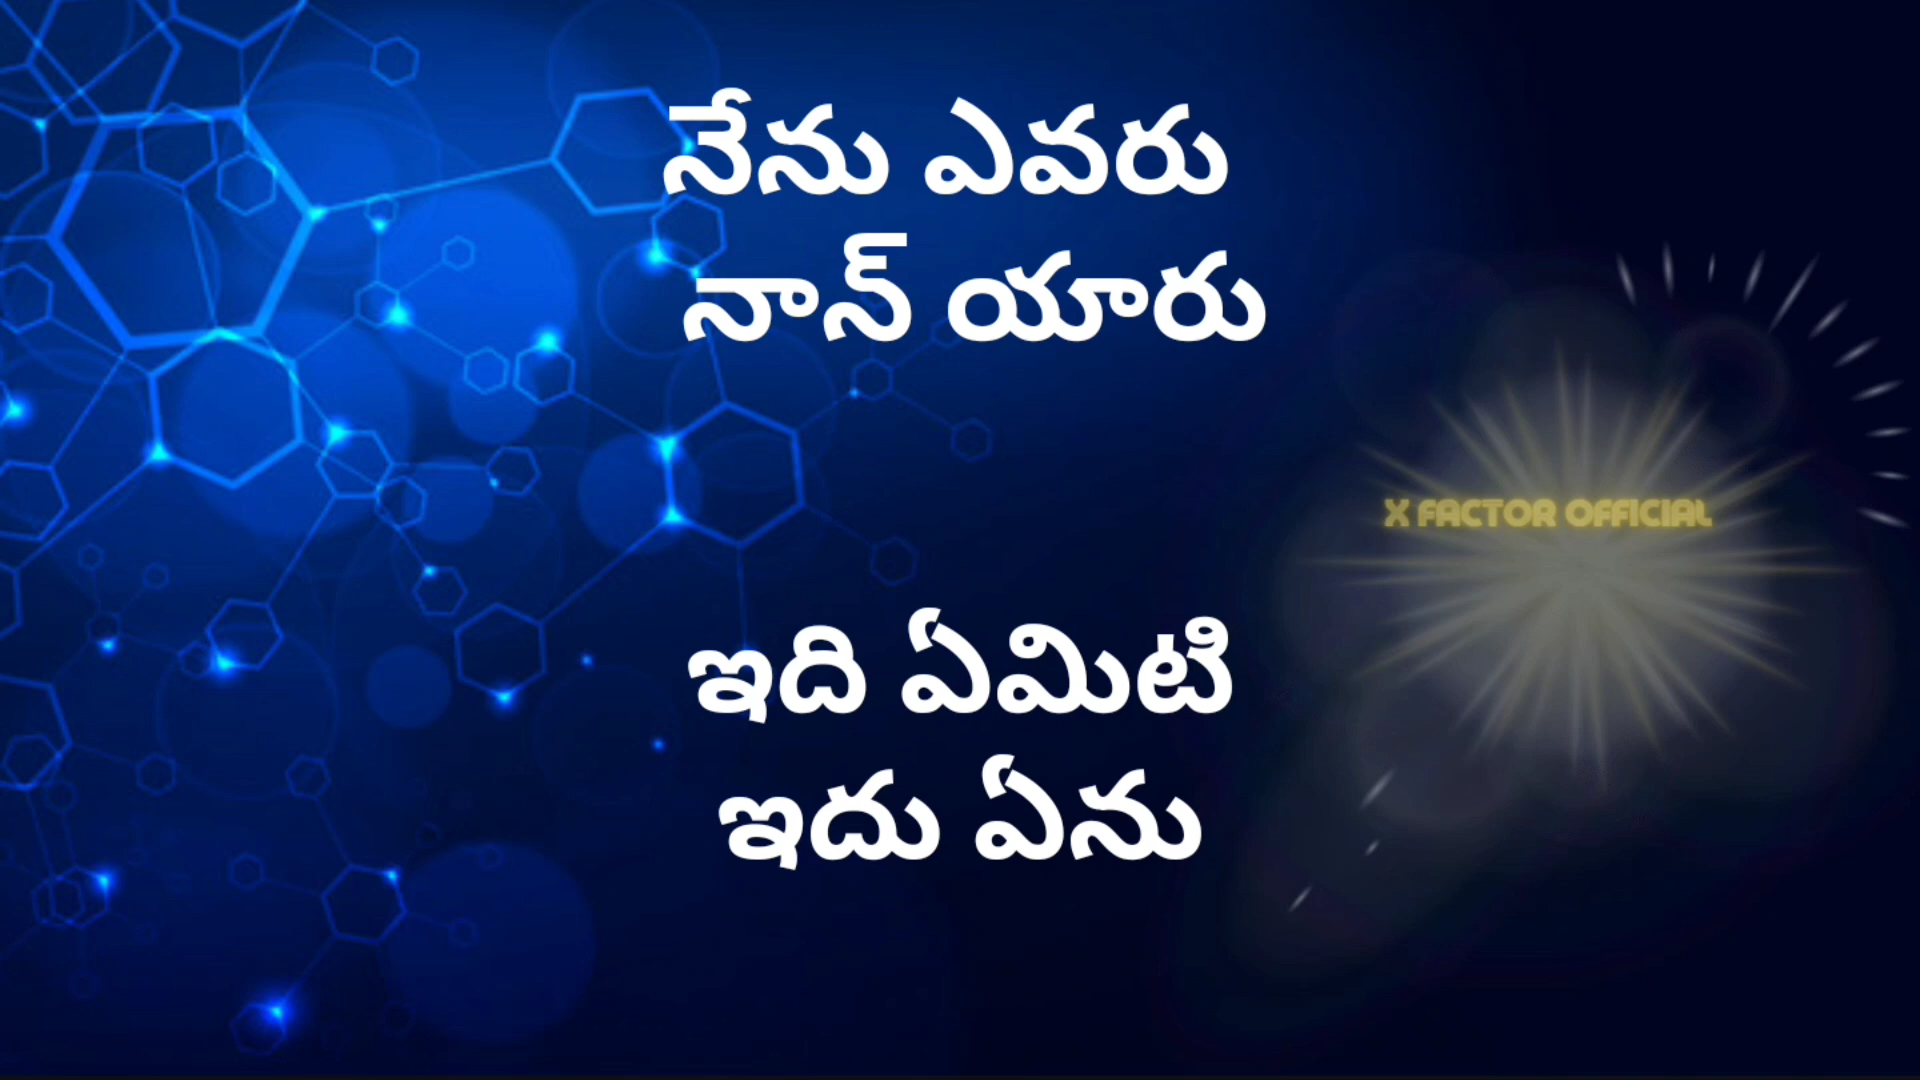 నేను ఎవరు
నాన్ యారు
X FACTOR OFFICIAL
ఇది ఏమిటి
ఇదు ఏను